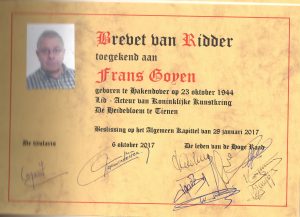 Brevet van Ridder
toegekend aan
Frans Goyen
geboren te Hakendover op 23 oktober 1944
Lid - Acteur van Koninklijke Kunstkring
De Heidebloem te Tienen
Beslissing op het Algemeen Kapittel van 29 januari 2017
De titularis
6 oktober 2017
De leden van de Hoge Raad